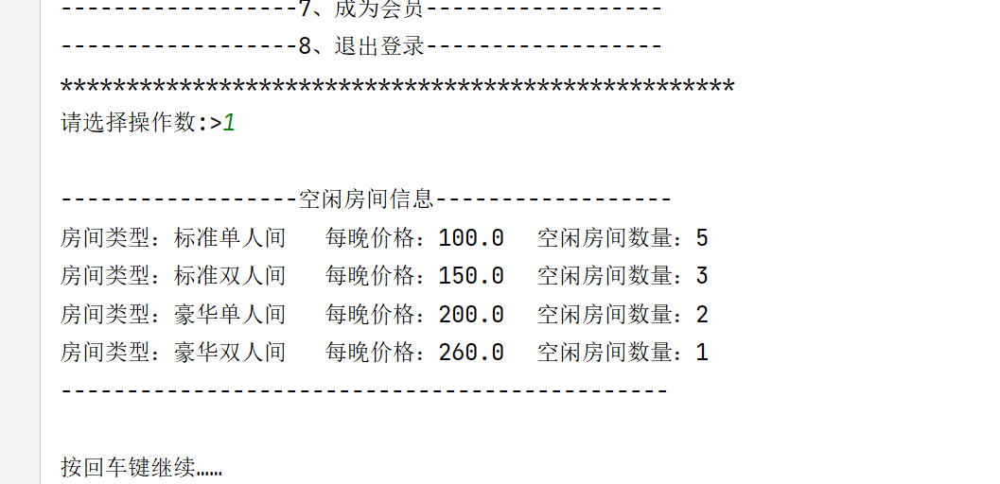 ------------------7、成为会员------------------
------------------8、退出登录------------------
***************************************************
请选择操作数:>1
------------------空闲房间信息------------------
房间类型：标准单人间 每晚价格：100.0 空闲房间数量：5
房间类型：标准双人间 每晚价格：150.0 空闲房间数量：3
房间类型：豪华单人间 每晚价格：200.0 空闲房间数量：2
房间类型：豪华双人间 每晚价格：260.0 空闲房间数量：1
----------------------------------------------
按回车键继续……